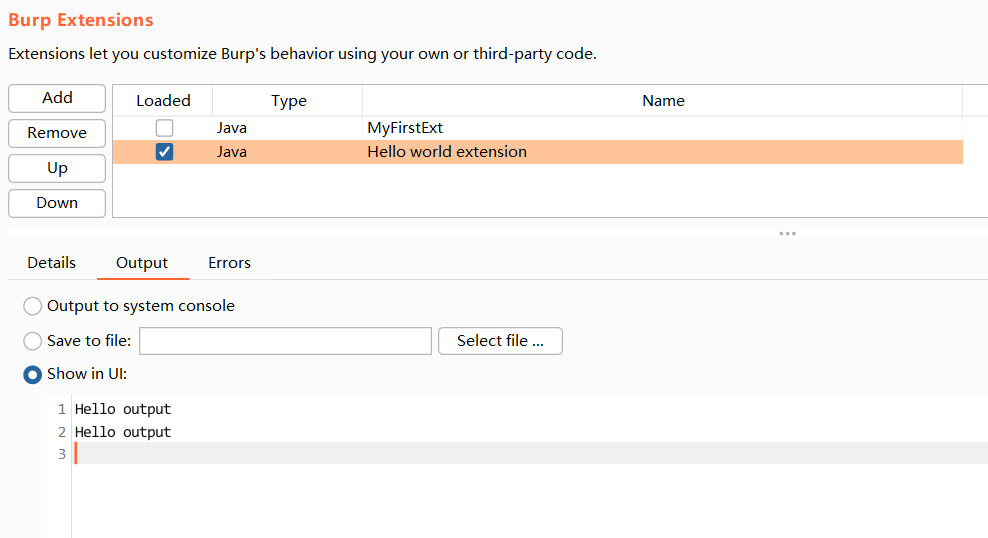 Burp Extensions
Extensions let you customize Burp's behavior using your own or third-party code.
Add
Remove
Up
Down
Loaded Type Name
Java MyFirstExt
Java Hello world extension
Details Output Errors
Output to system console
Save to file: Select file ...
Show in UI:
1 Hello output
2 Hello output
3